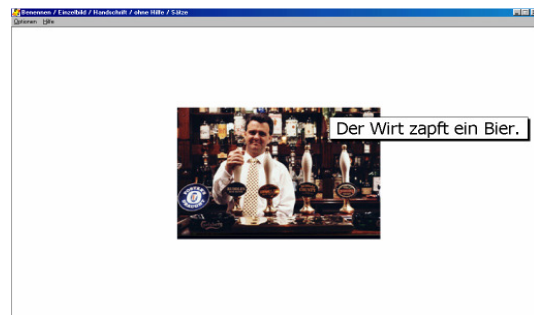 Benennen / Einzelbild / Handschrift / ohne Hilfe / Sätze
Optionen Hilfe
Der Wirt zapft ein Bier.